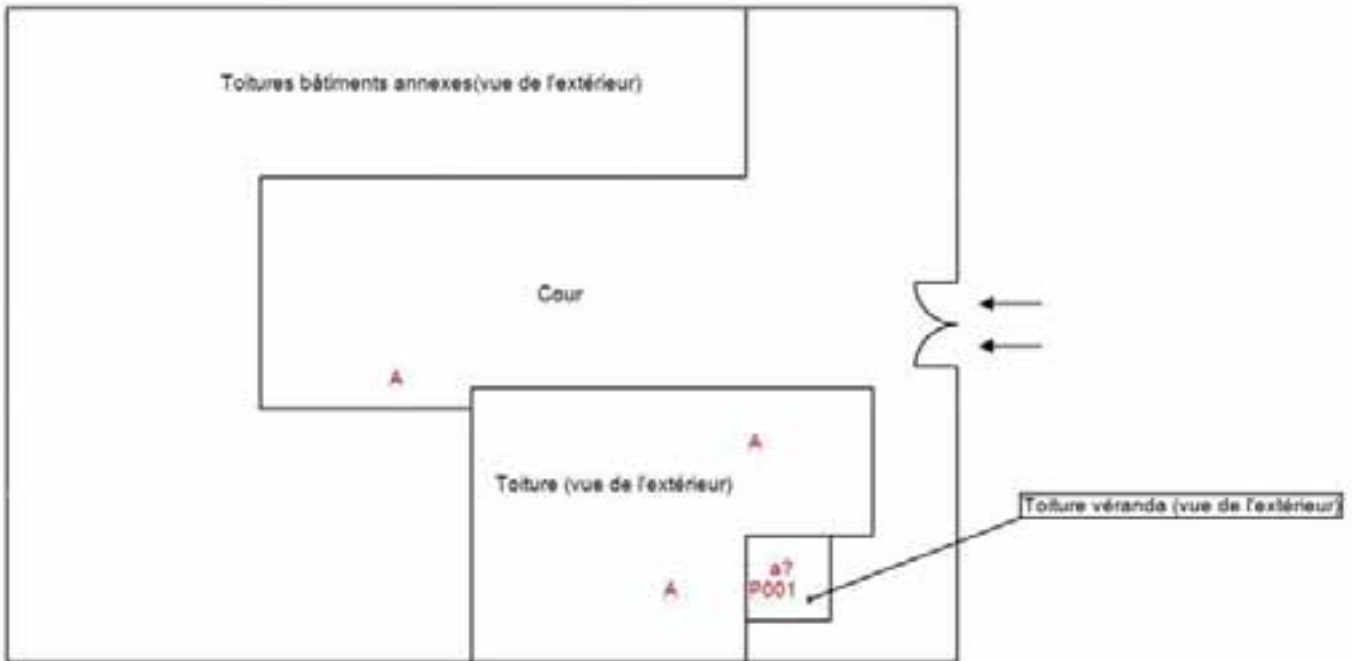 Toitures bâtiments annexes(vue de l'extérieur)
Cour
A
A
Toiture (vue de l'extérieur)
Toiture véranda (vue de l'extérieur)
a?
A
P001